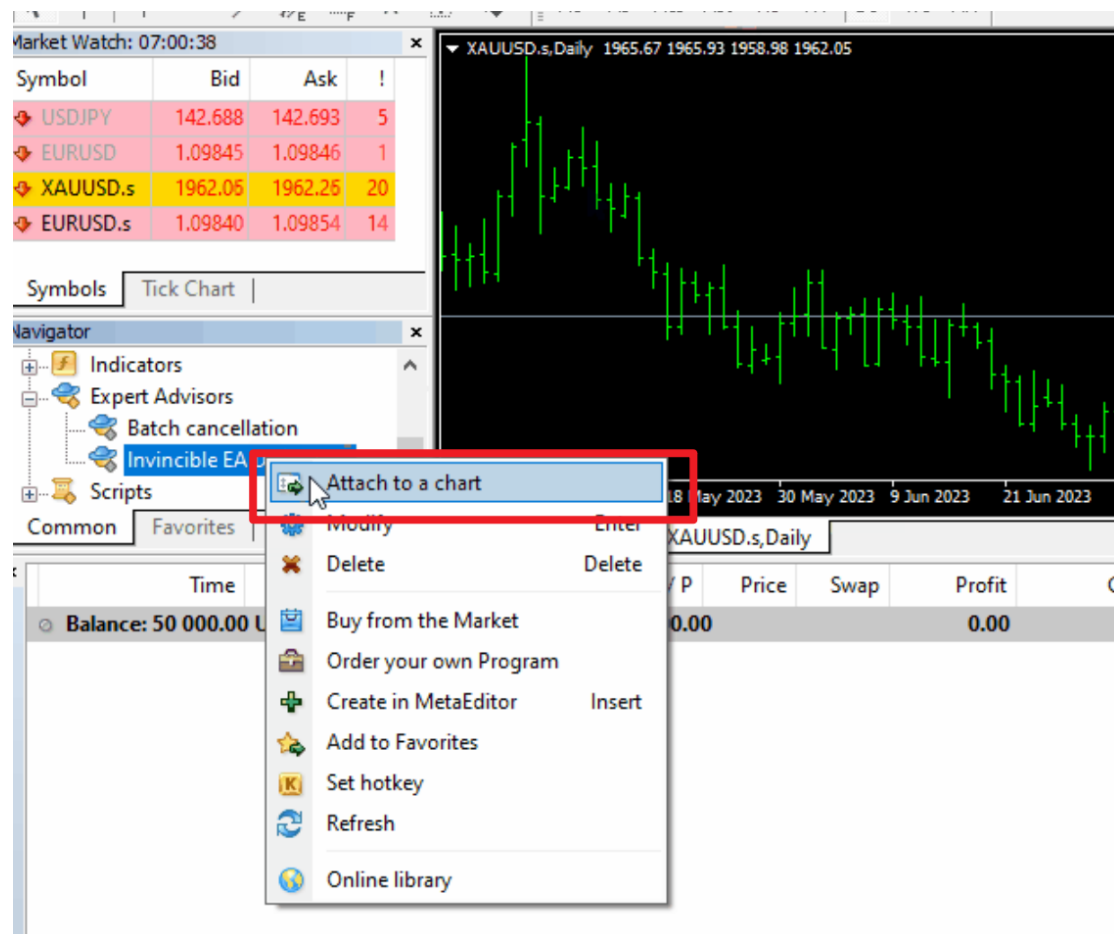 Market Watch: 07:00:38
Symbol Bid Ask !
USDJPY 142.688 142.693 5
EURUSD 1.09845 1.09846 1
XAUUSD.s 1962.05 1962.25 20
EURUSD.s 1.09840 1.09854 14
Symbols Tick Chart
Navigator
Indicators
Expert Advisors
Batch cancellation
Invincible EA
Scripts
Common Favorites
XAUUSD.s,Daily 1965.67 1965.93 1958.98 1962.05
18 May 2023 30 May 2023 9 Jun 2023 21 Jun 2023
XAUUSD.s,Daily
Attach to a chart
Modify Enter
Delete Delete
Buy from the Market
Order your own Program
Create in MetaEditor Insert
Add to Favorites
Set hotkey
Refresh
Online library
Time / P Price Swap Profit
Balance: 50 000.00 0.00 0.00